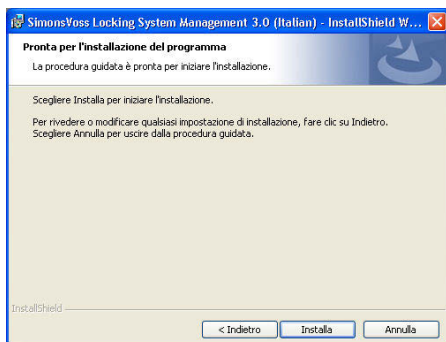 SimonsVoss Locking System Management 3.0 (Italian) - InstallShield W...
Pronta per l'installazione del programma
La procedura guidata è pronta per iniziare l'installazione.
Scegliere Installa per iniziare l'installazione.
Per rivedere o modificare qualsiasi impostazione di installazione, fare clic su Indietro.
Scegliere Annulla per uscire dalla procedura guidata.
InstallShield
< Indietro Installa Annulla